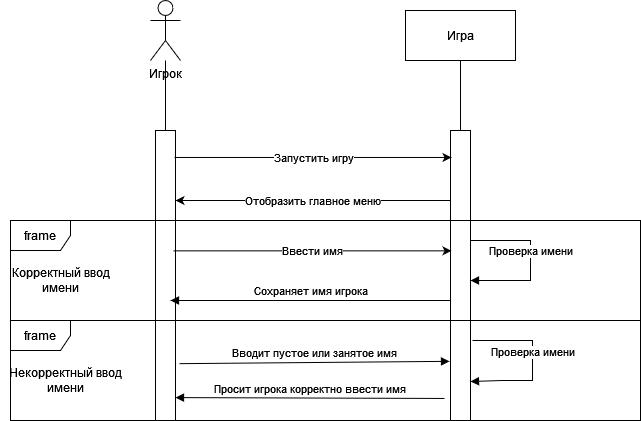 Игрок
Игра
Запустить игру
Отобразить главное меню
frame
Корректный ввод
имени
Ввести имя
Проверка имени
Сохраняет имя игрока
frame
Некорректный ввод
имени
Вводит пустое или занятое имя
Проверка имени
Просит игрока корректно ввести имя